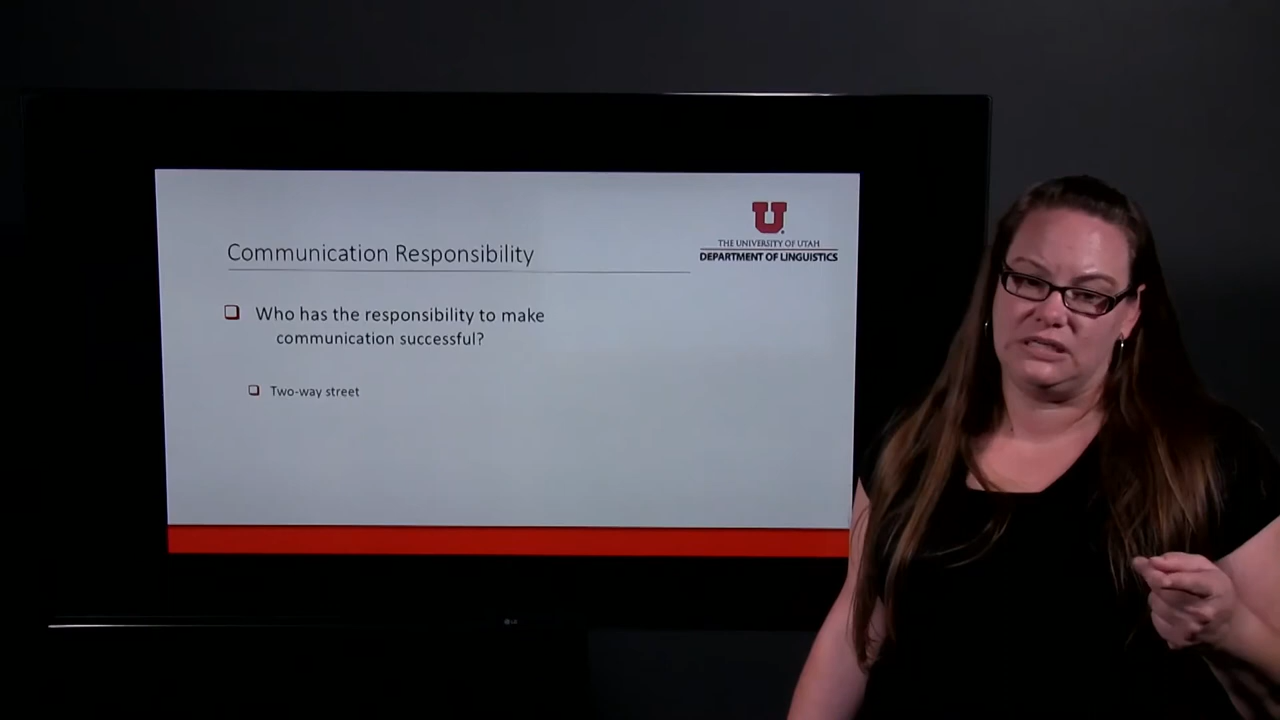 U
THE UNIVERSITY OF UTAH
DEPARTMENT OF LINGUISTICS
Communication Responsibility
Who has the responsibility to make
communication successful?
Two-way street
LG